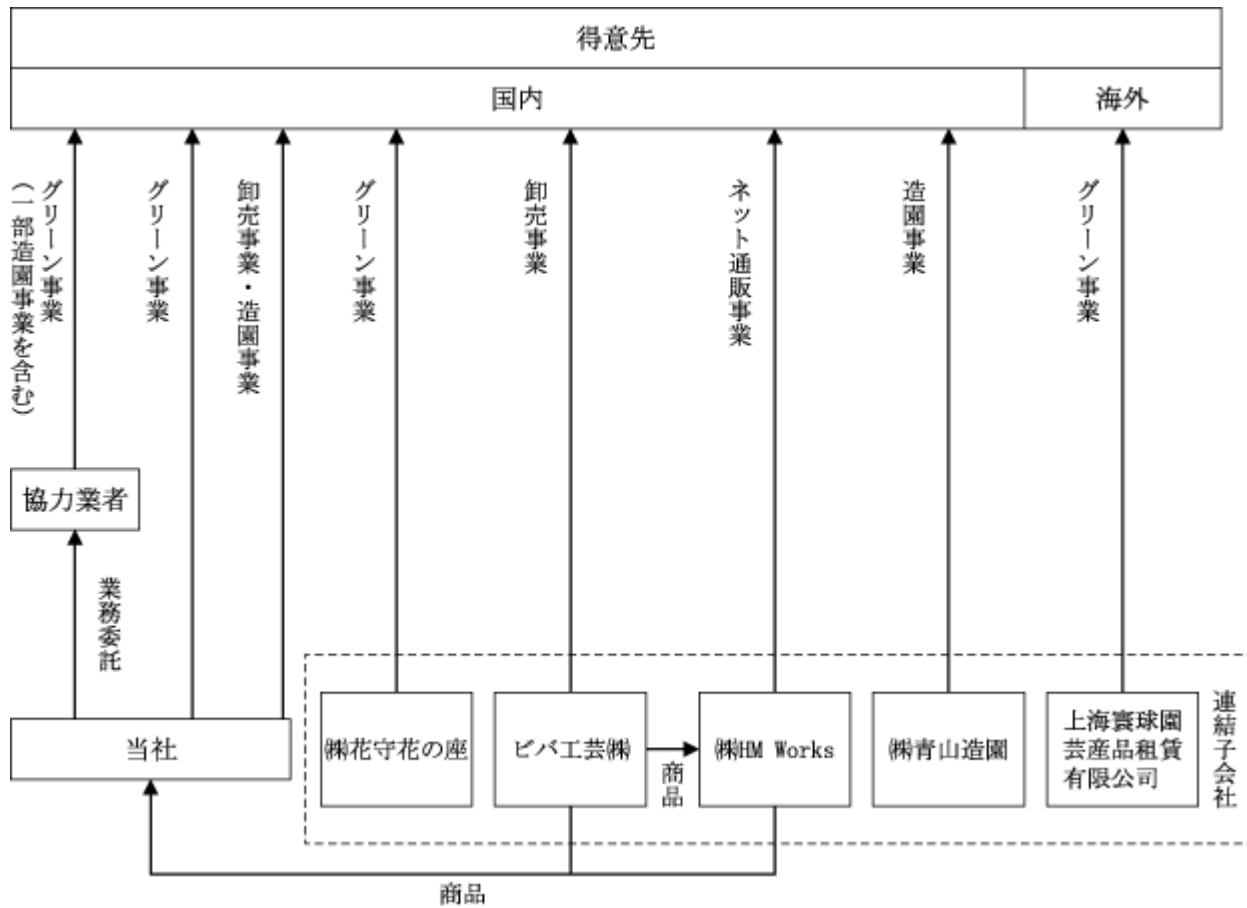 得意先
国内
海外
グリーン事業
（一部造園事業を含む）
グリーン事業
卸売事業・造園事業
グリーン事業
卸売事業
ネット通販事業
造園事業
グリーン事業
協力業者
業務委託
当社
㈱花守花の座
ビバ工芸㈱
商品
㈱HM Works
㈱青山造園
上海寰球園
芸産品租賃
有限公司
連結子会社
商品